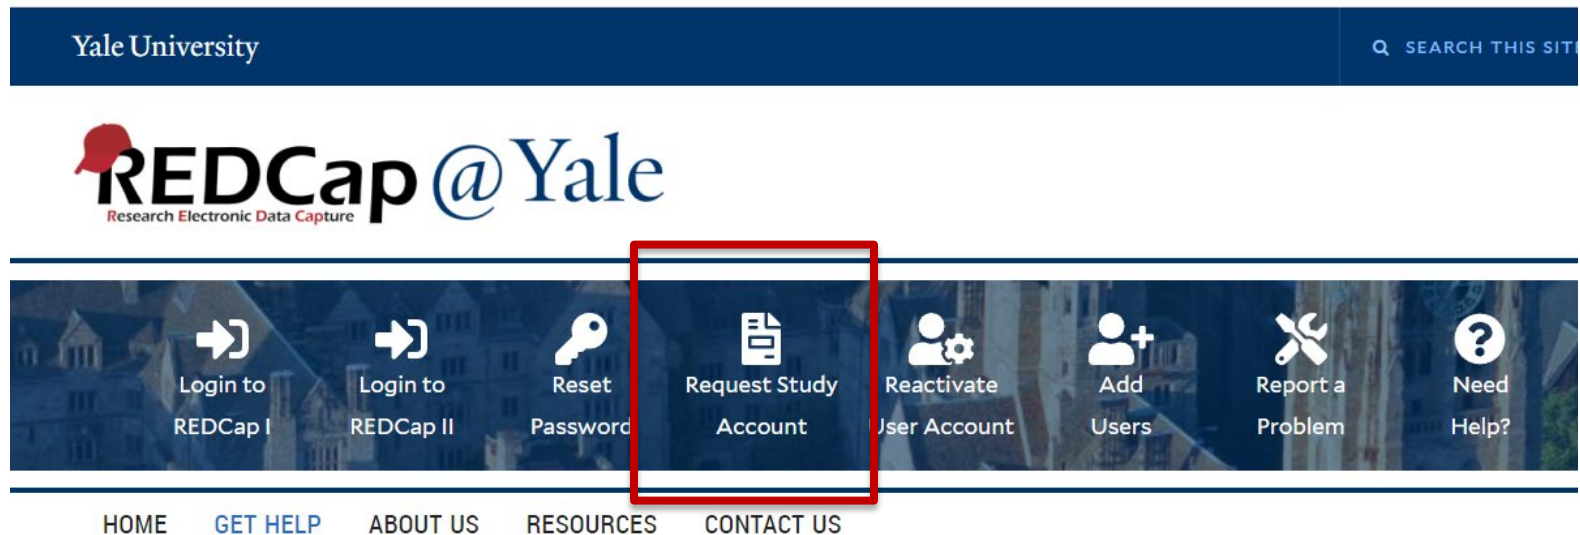 Yale University
SEARCH THIS SITE
REDCap @Yale
Research Electronic Data Capture
Login to
REDCap I
Login to
REDCap II
Reset
Password
Request Study
Account
Reactivate
User Account
Add
Users
Report a
Problem
Need
Help?
HOME GET HELP ABOUT US RESOURCES CONTACT US